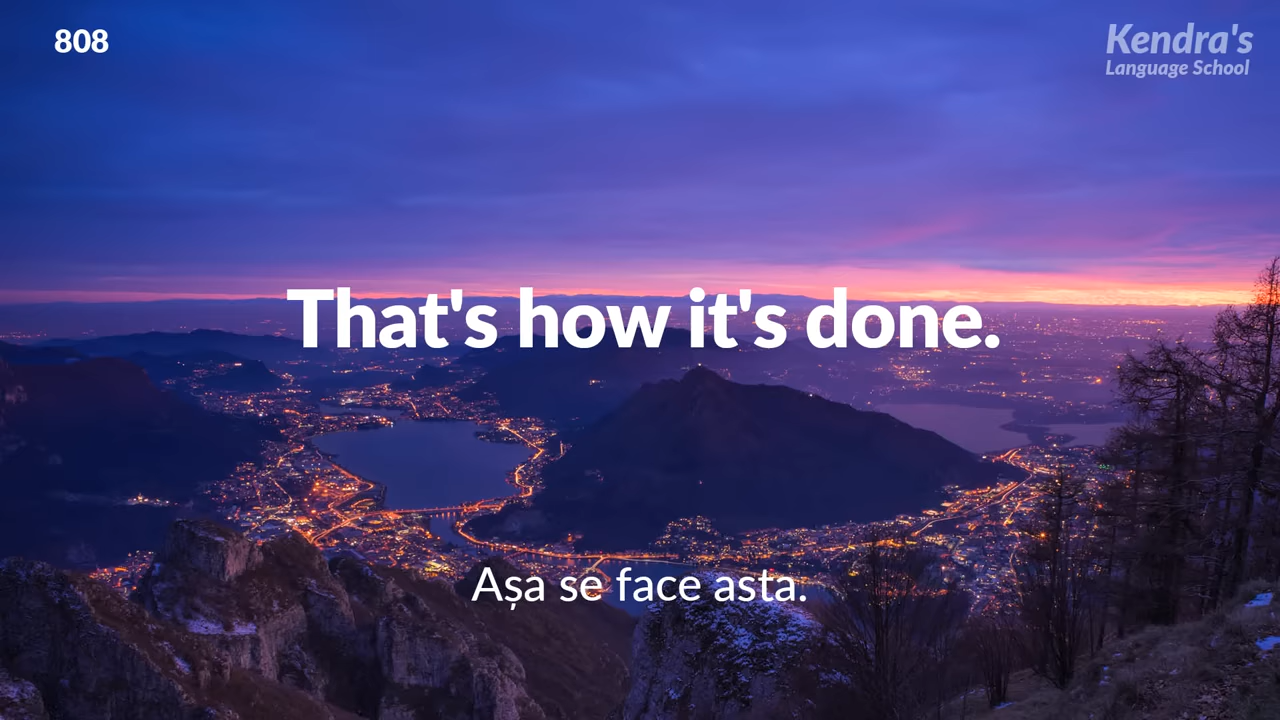 808
Kendra's
Language School
That's how it's done.
Așa se face asta.